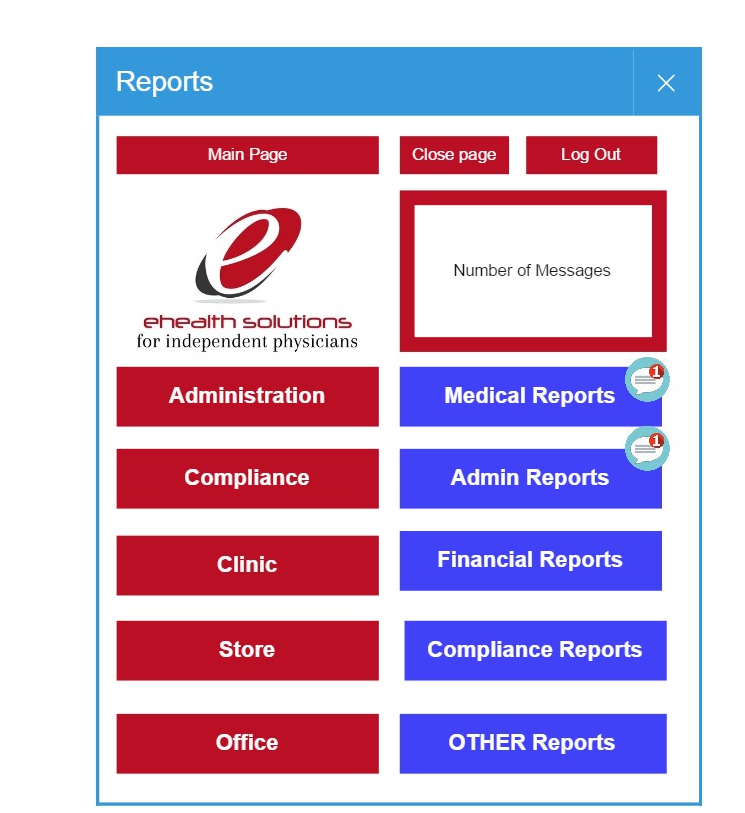 Reports
Main Page
Close page
Log Out
ehealth solutions
for independent physicians
Number of Messages
Administration
Medical Reports
1
Compliance
Admin Reports
1
Clinic
Financial Reports
Store
Compliance Reports
Office
OTHER Reports